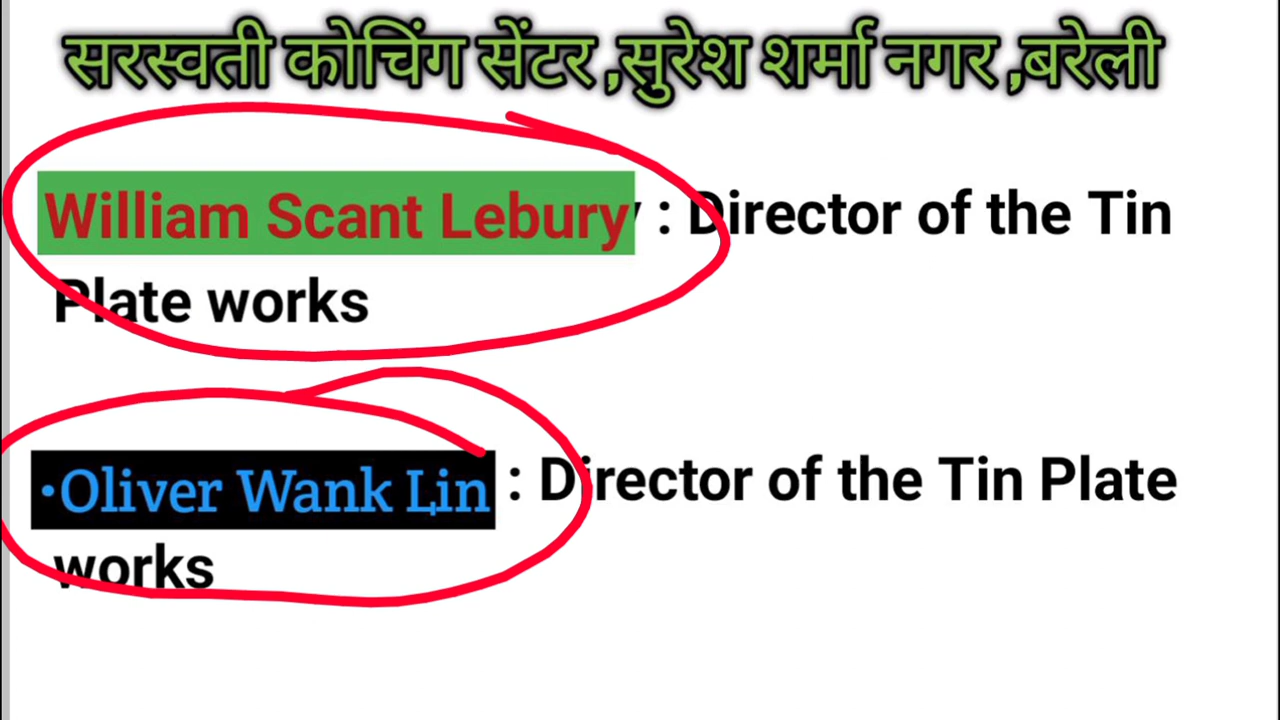 सरस्वती कोचिंग सेंटर ,सुरेश शर्मा नगर ,बरेली
William Scant Lebury : Director of the Tin
Plate works
•Oliver Wank Lin : Director of the Tin Plate
works